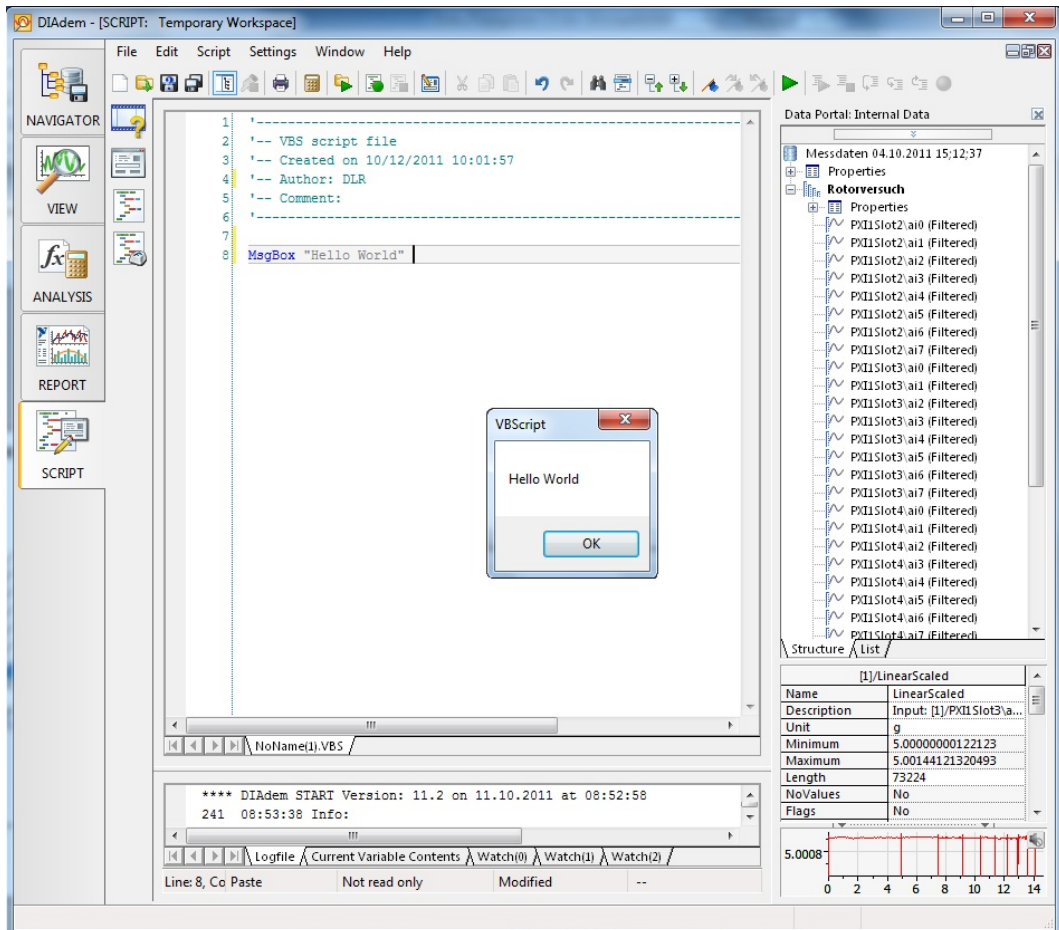 DIAdem - [SCRIPT:   Temporary Workspace]
File Edit Script Settings Window Help
NAVIGATOR
VIEW
ANALYSIS
REPORT
SCRIPT
1 '---------------------------------------------------------------
2 '-- VBS script file
3 '-- Created on 10/12/2011 10:01:57
4 '-- Author: DLR
5 '-- Comment:
6 '---------------------------------------------------------------
7
8 MsgBox "Hello World"
VBScript
Hello World
OK
NoName(1).VBS
**** DIAdem START Version: 11.2 on 11.10.2011 at 08:52:58
241 08:53:38 Info:
Logfile Current Variable Contents Watch(0) Watch(1) Watch(2)
Line: 8, Co Paste Not read only Modified --
Data Portal: Internal Data
Messdaten 04.10.2011 15;12;37
Properties
Rotorversuch
Properties
PXI1Slot2\ai0 (Filtered)
PXI1Slot2\ai1 (Filtered)
PXI1Slot2\ai2 (Filtered)
PXI1Slot2\ai3 (Filtered)
PXI1Slot2\ai4 (Filtered)
PXI1Slot2\ai5 (Filtered)
PXI1Slot2\ai6 (Filtered)
PXI1Slot2\ai7 (Filtered)
PXI1Slot3\ai0 (Filtered)
PXI1Slot3\ai1 (Filtered)
PXI1Slot3\ai2 (Filtered)
PXI1Slot3\ai3 (Filtered)
PXI1Slot3\ai4 (Filtered)
PXI1Slot3\ai5 (Filtered)
PXI1Slot3\ai6 (Filtered)
PXI1Slot3\ai7 (Filtered)
PXI1Slot4\ai0 (Filtered)
PXI1Slot4\ai1 (Filtered)
PXI1Slot4\ai2 (Filtered)
PXI1Slot4\ai3 (Filtered)
PXI1Slot4\ai4 (Filtered)
PXI1Slot4\ai5 (Filtered)
PXI1Slot4\ai6 (Filtered)
PXI1Slot4\ai7 (Filtered)
Structure List
[1]/LinearScaled
Name LinearScaled
Description Input: [1]/PXI1Slot3\a...
Unit g
Minimum 5.00000000122123
Maximum 5.00144121320493
Length 73224
NoValues No
Flags No
5.0008
0 2 4 6 8 10 12 14